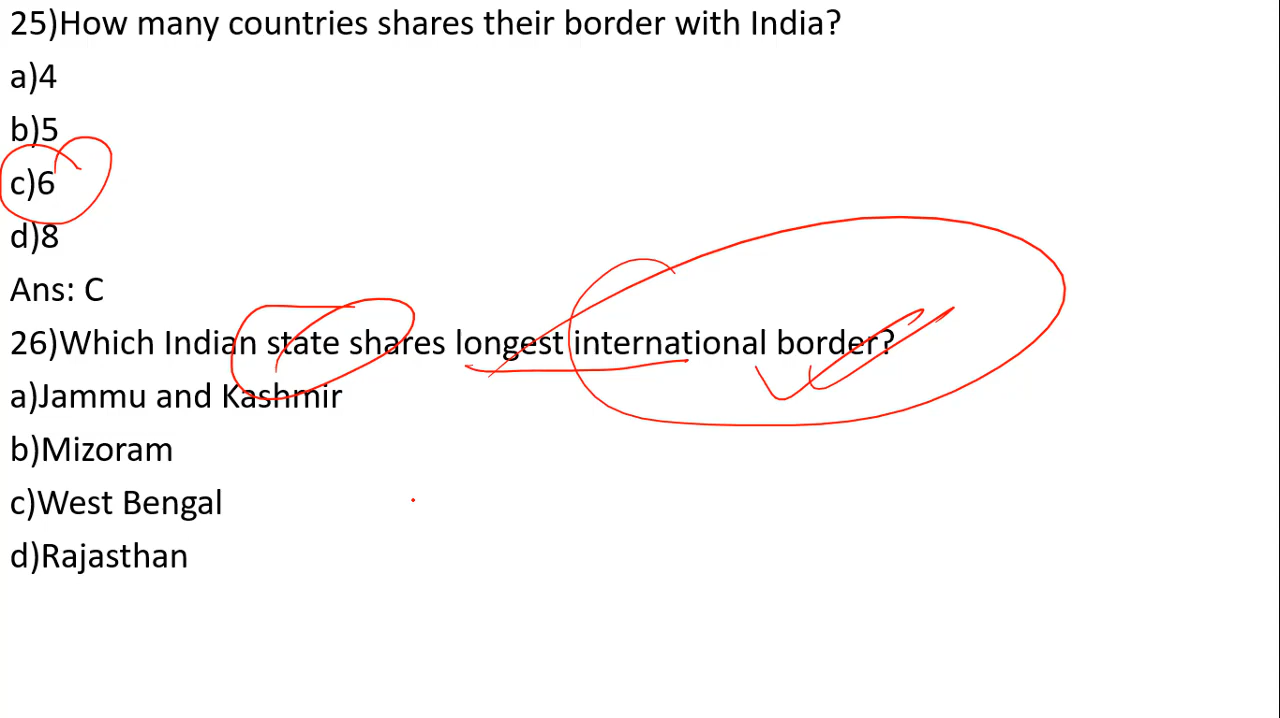 25)How many countries shares their border with India?
a)4
b)5
c)6
d)8
Ans: C
26)Which Indian state shares longest international border?
a)Jammu and Kashmir
b)Mizoram
c)West Bengal
d)Rajasthan